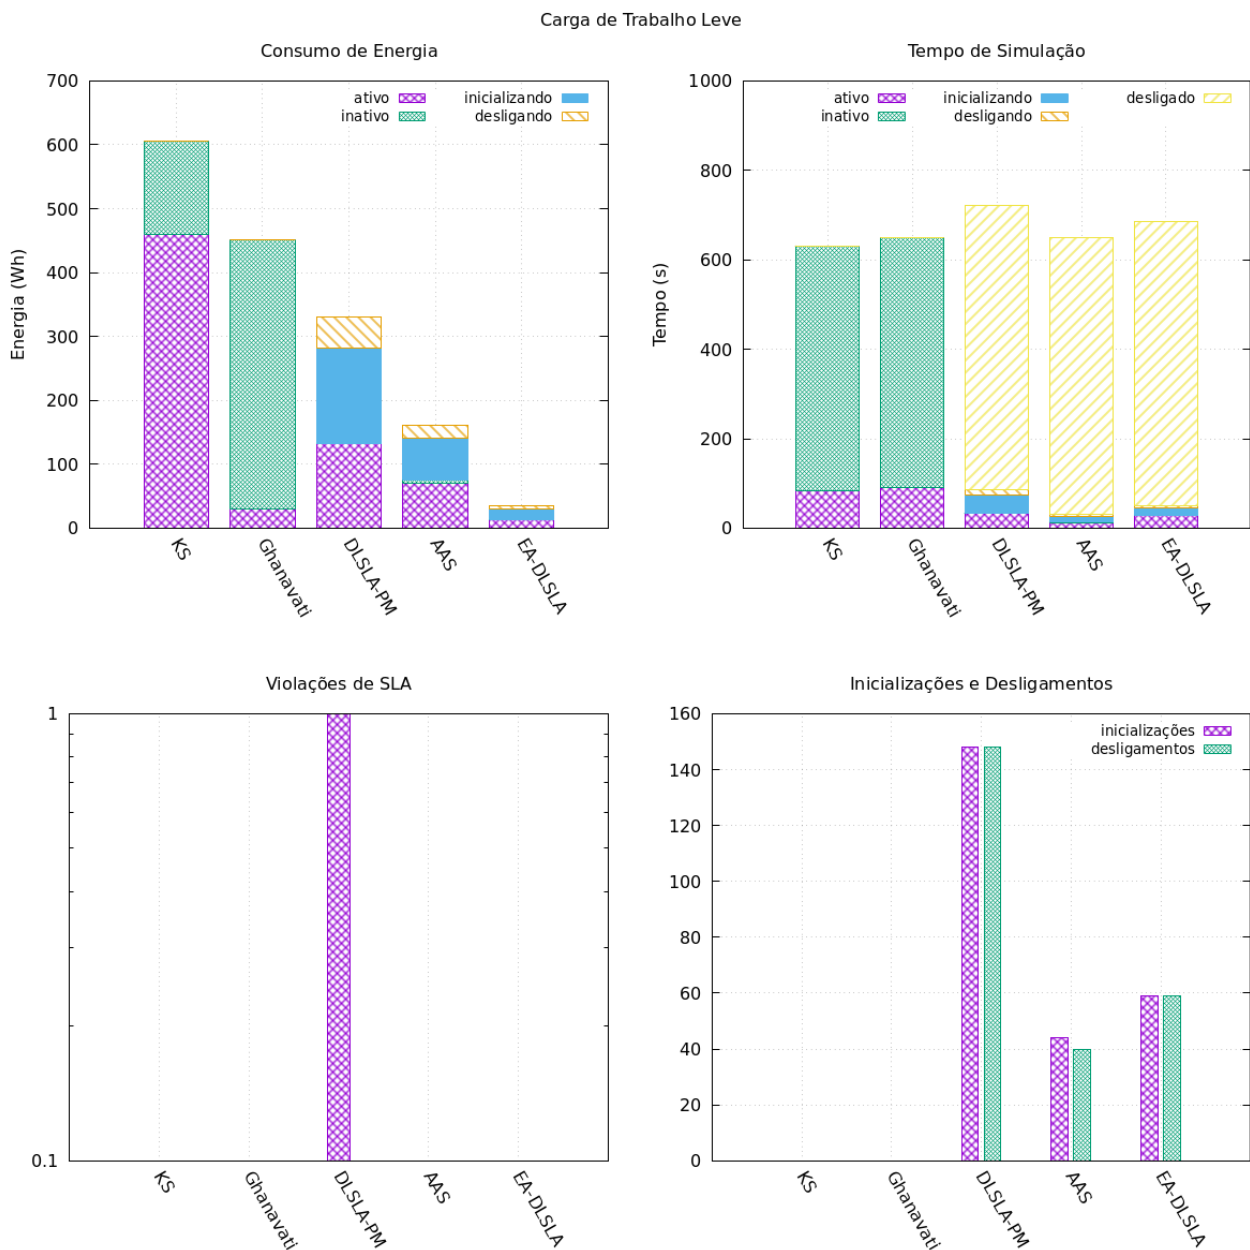 Carga de Trabalho Leve
Consumo de Energia
700
600
500
400
300
200
100
0
Energia (Wh)
ativo
inativo
inicializando
desligando
KS
Ghanavati
DLSLA-PM
AAS
EA-DLSLA
Tempo de Simulação
1000
800
600
400
200
0
Tempo (s)
ativo
inativo
inicializando
desligando
desligado
KS
Ghanavati
DLSLA-PM
AAS
EA-DLSLA
Violações de SLA
1
0.1
KS
Ghanavati
DLSLA-PM
AAS
EA-DLSLA
Inicializações e Desligamentos
160
140
120
100
80
60
40
20
0
inicializações
desligamentos
KS
Ghanavati
DLSLA-PM
AAS
EA-DLSLA